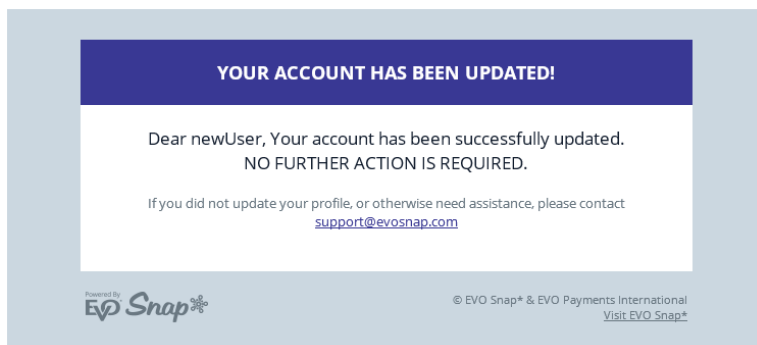 YOUR ACCOUNT HAS BEEN UPDATED!
Dear newUser, Your account has been successfully updated.
NO FURTHER ACTION IS REQUIRED.
If you did not update your profile, or otherwise need assistance, please contact
support@evosnap.com
Powered By
EVO Snap*
© EVO Snap* & EVO Payments International
Visit EVO Snap*